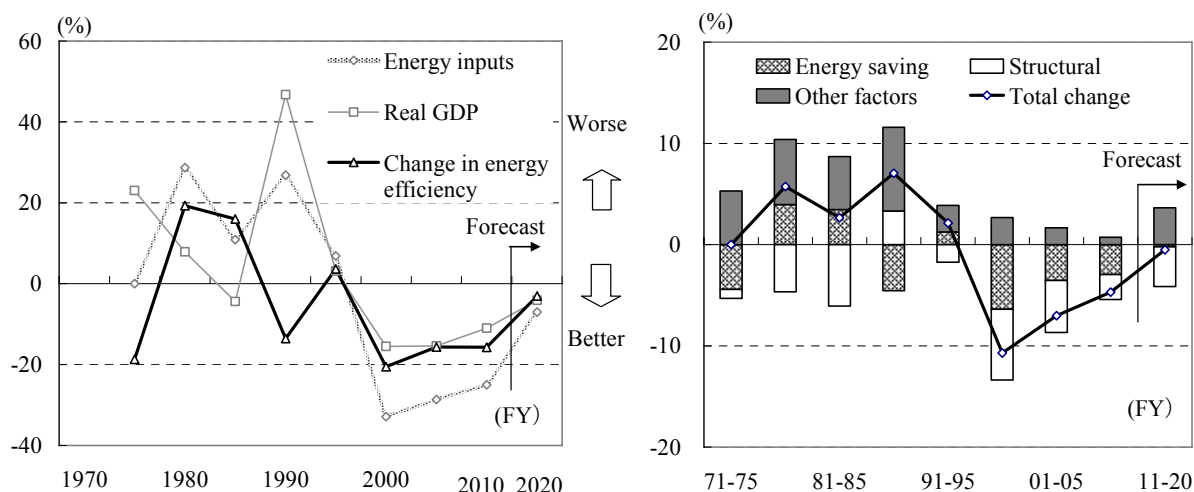 (%)
60
40
20
0
-20
-40
Energy inputs
Real GDP
Change in energy
efficiency
Forecast
(FY)
1970
1980
1990
2000
2010
2020
Worse
Better
(%)
20
10
0
-10
-20
Energy saving
Structural
Other factors
Total change
Forecast
(FY)
71-75
81-85
91-95
01-05
11-20